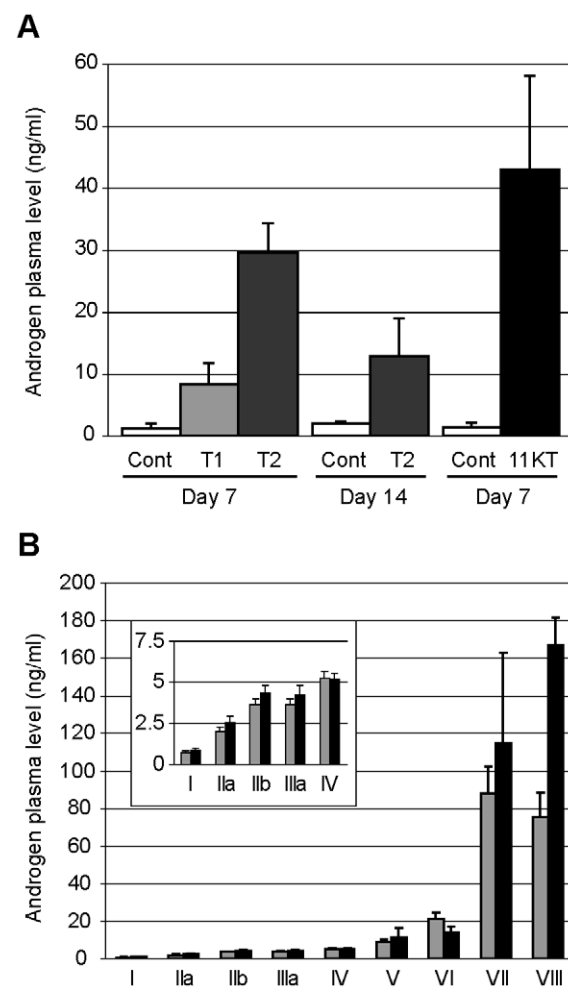 A
Androgen plasma level (ng/ml)
60
50
40
30
20
10
0
Cont T1 T2 Cont T2 Cont 11KT
Day 7 Day 14 Day 7
B
Androgen plasma level (ng/ml)
200
180
160
140
120
100
80
60
40
20
0
7.5
5
2.5
0
I IIa IIb IIIa IV
I IIa IIb IIIa IV V VI VII VIII